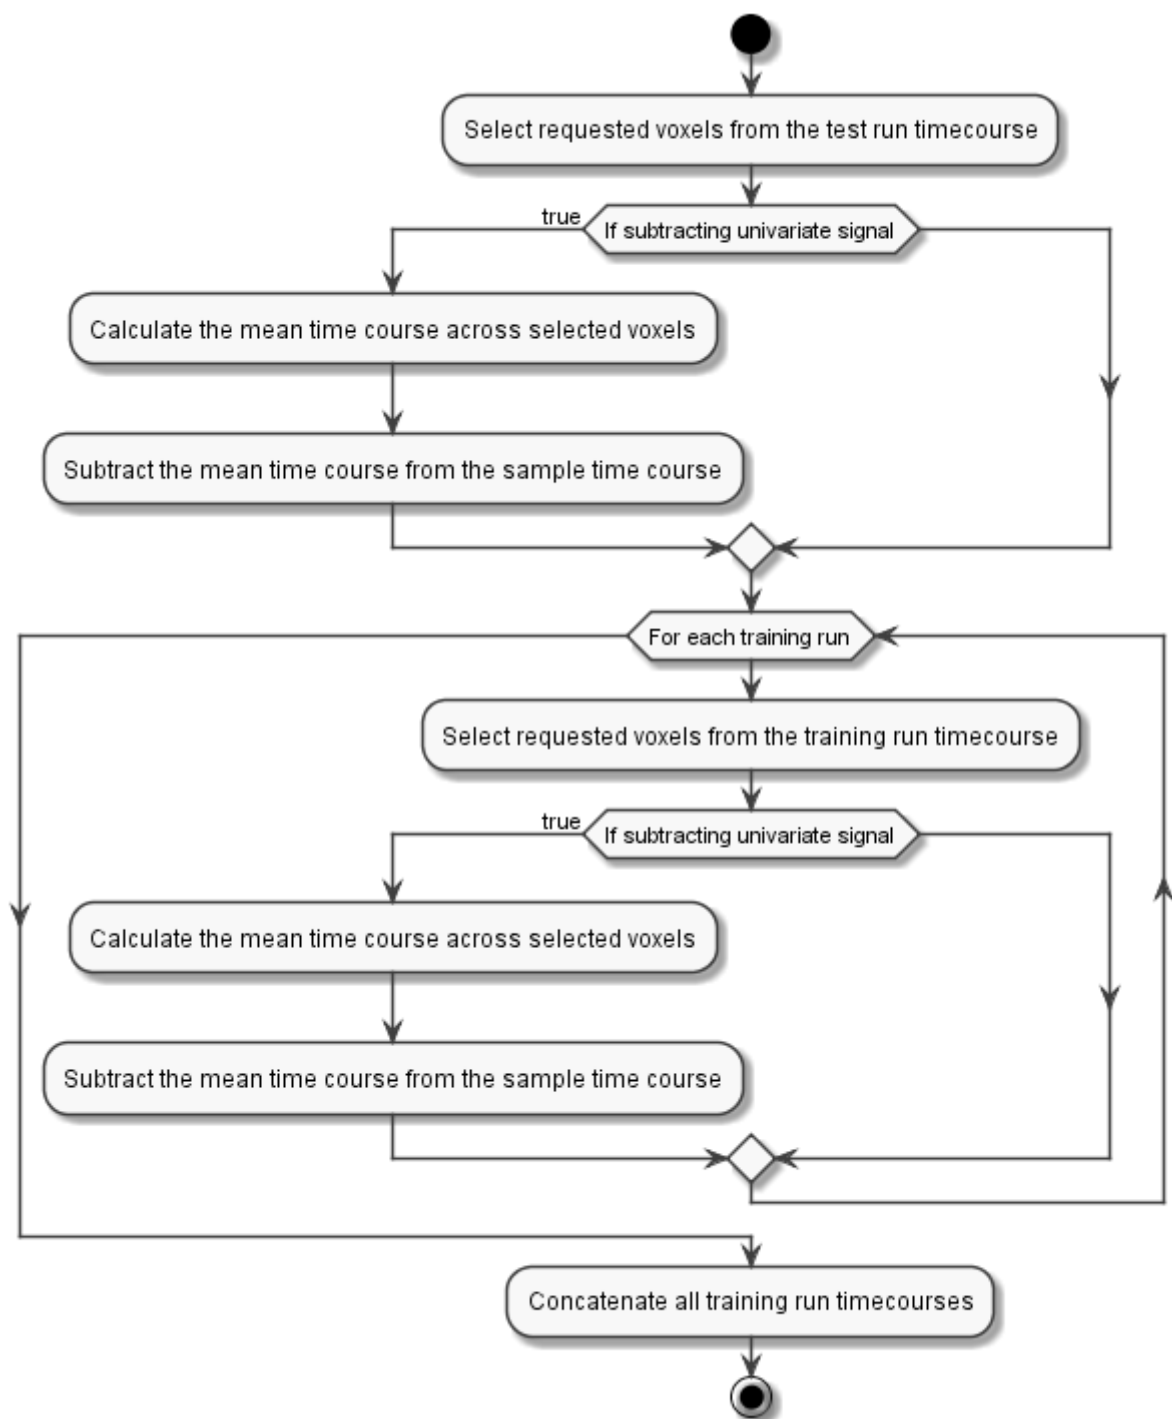 Select requested voxels from the test run timecourse
true
If subtracting univariate signal
Calculate the mean time course across selected voxels
Subtract the mean time course from the sample time course
For each training run
Select requested voxels from the training run timecourse
true
If subtracting univariate signal
Calculate the mean time course across selected voxels
Subtract the mean time course from the sample time course
Concatenate all training run timecourses